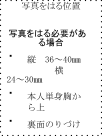 写真をはる位置
写真をはる必要があ
る場合
• 縦 36～40mm
横
24～30mm
• 本人単身胸か
ら上
• 裏面のりづけ